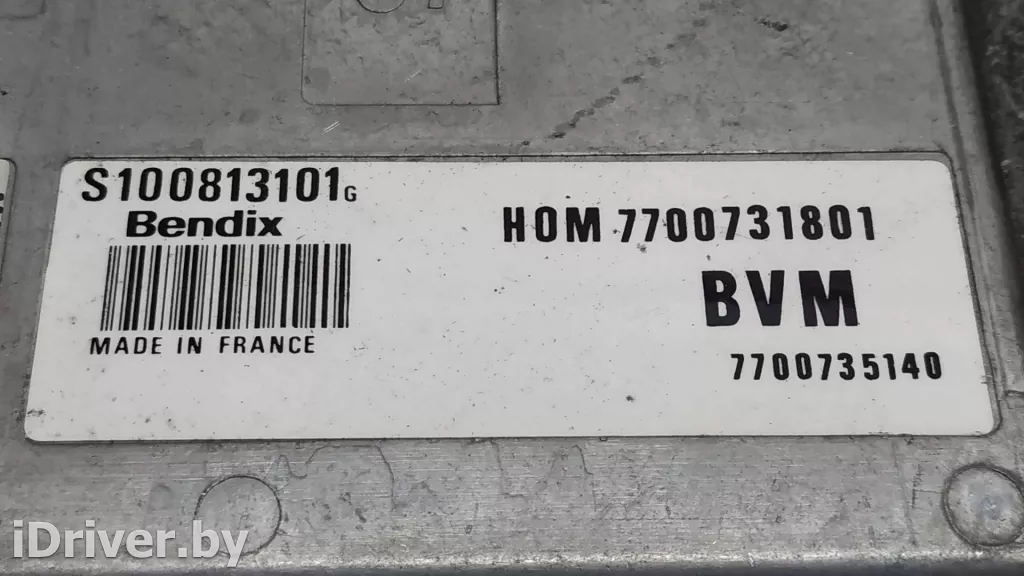 S100813101G
Bendix
MADE IN FRANCE
HOM 7700731801
BVM
7700735140
iDriver.by